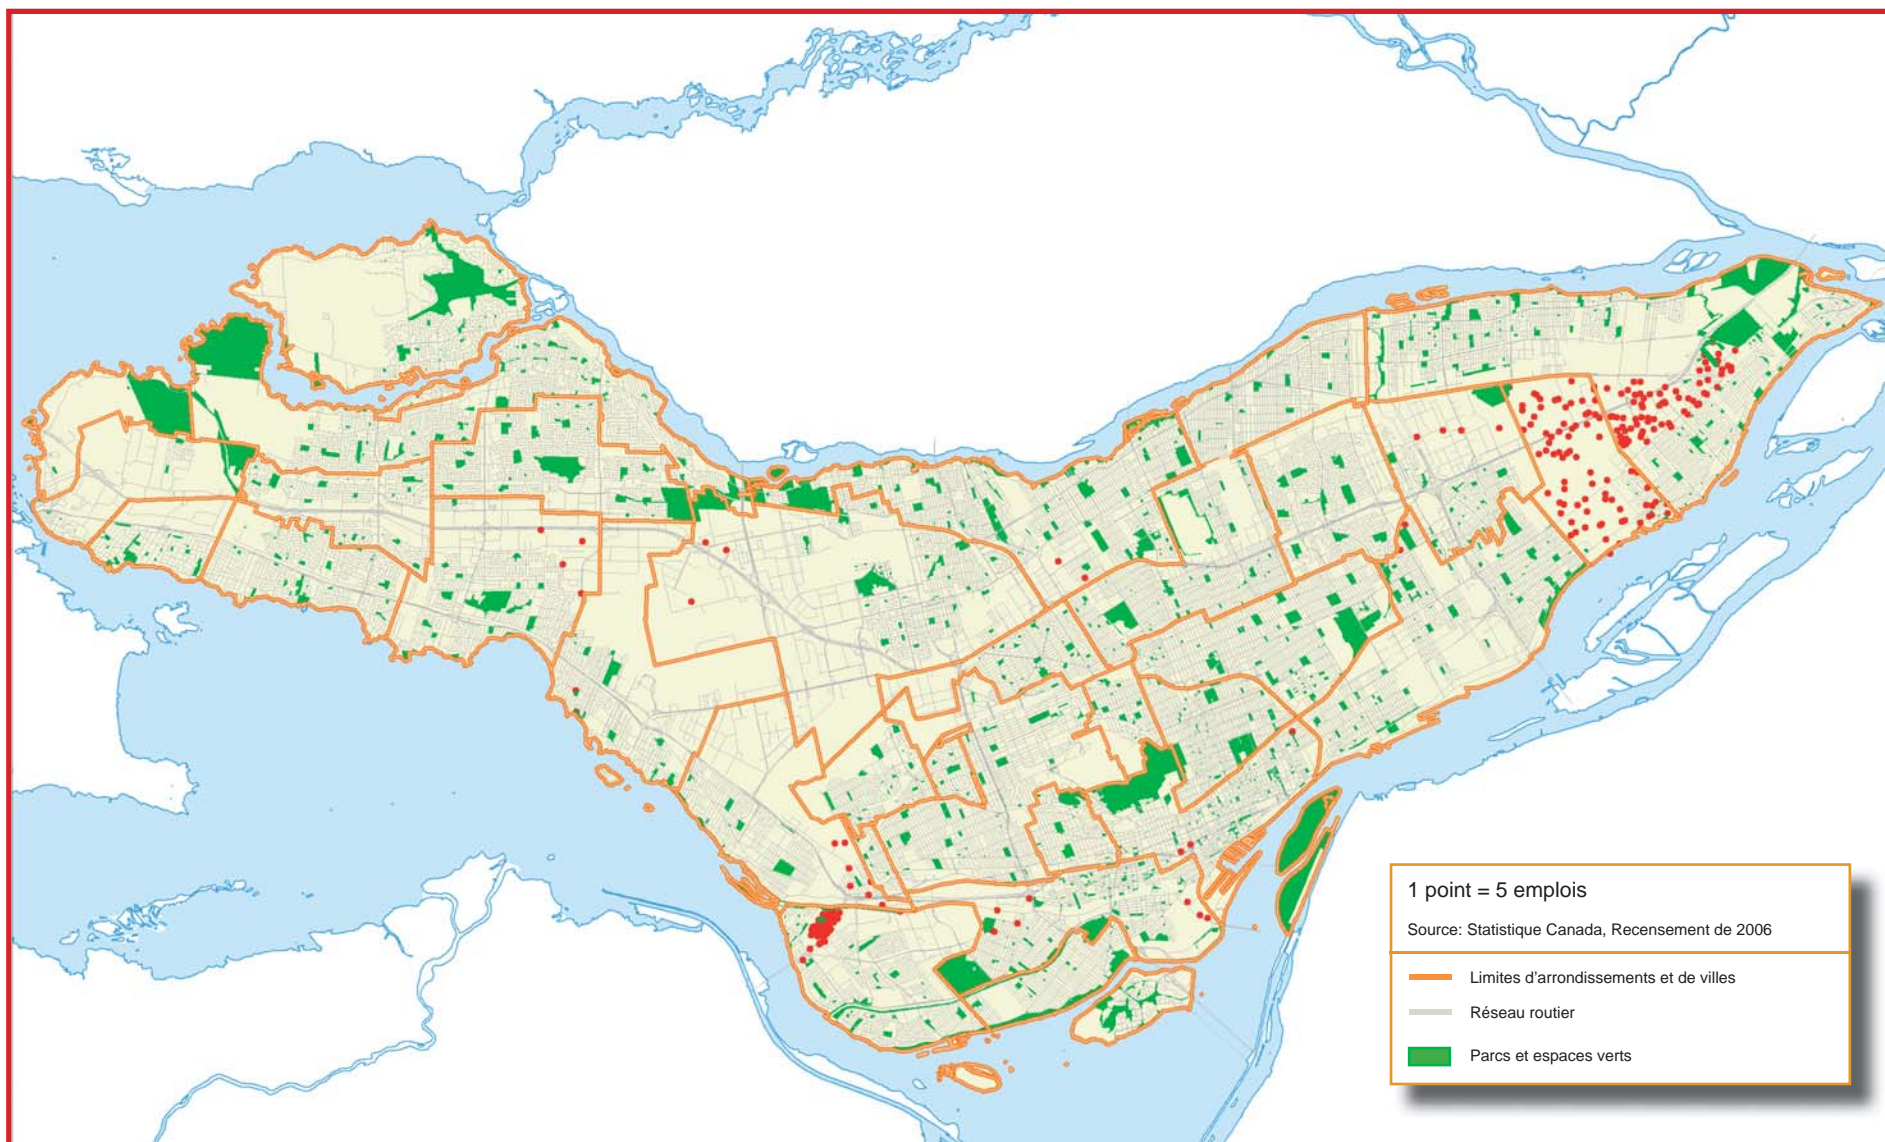 1 point = 5 emplois
Source: Statistique Canada, Recensement de 2006
Limites d'arrondissements et de villes
Réseau routier
Parcs et espaces verts